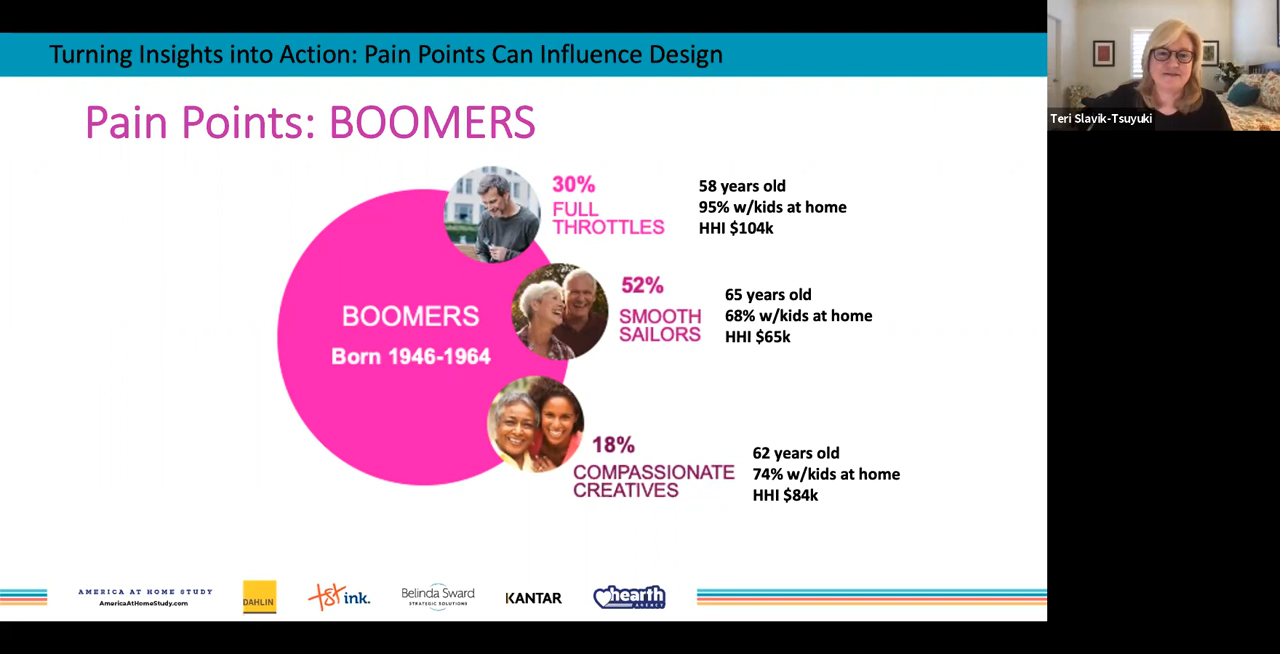 Turning Insights into Action: Pain Points Can Influence Design
Teri Slavik-Tsuyuki
Pain Points: BOOMERS
BOOMERS
Born 1946-1964
30%
FULL
THROTTLES
58 years old
95% w/kids at home
HHI $104k
52%
SMOOTH
SAILORS
65 years old
68% w/kids at home
HHI $65k
18%
COMPASSIONATE
CREATIVES
62 years old
74% w/kids at home
HHI $84k
AMERICA AT HOME STUDY
AmericaAtHomeStudy.com
DAHLIN
tst ink.
Belinda Sward
STRATEGIC SOLUTIONS
KANTAR
hearth
AGENCY